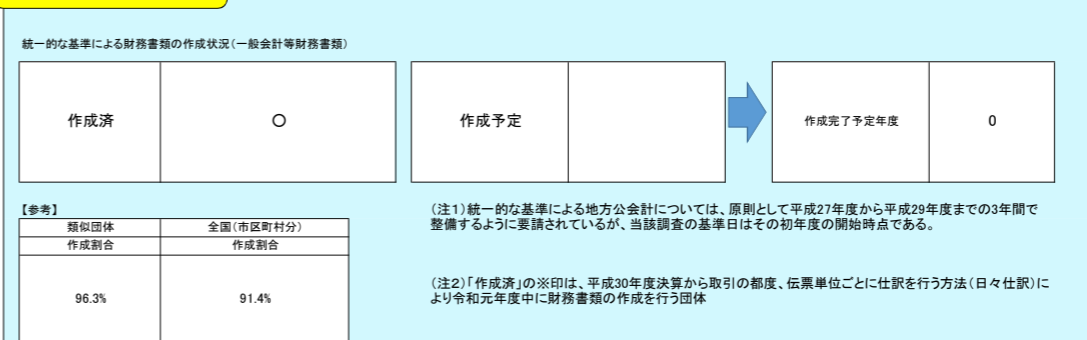 統一的な基準による財務書類の作成状況(一般会計等財務書類)
作成済
○
作成予定
作成完了予定年度
0
【参考】
類似団体
全国(市区町村分)
作成割合
作成割合
96.3%
91.4%
(注1)統一的な基準による地方公会計については、原則として平成27年度から平成29年度までの3年間で
整備するように要請されているが、当該調査の基準日はその初年度の開始時点である。
(注2)「作成済」の※印は、平成30年度決算から取引の都度、伝票単位ごとに仕訳を行う方法(日々仕訳)に
より令和元年度中に財務書類の作成を行う団体